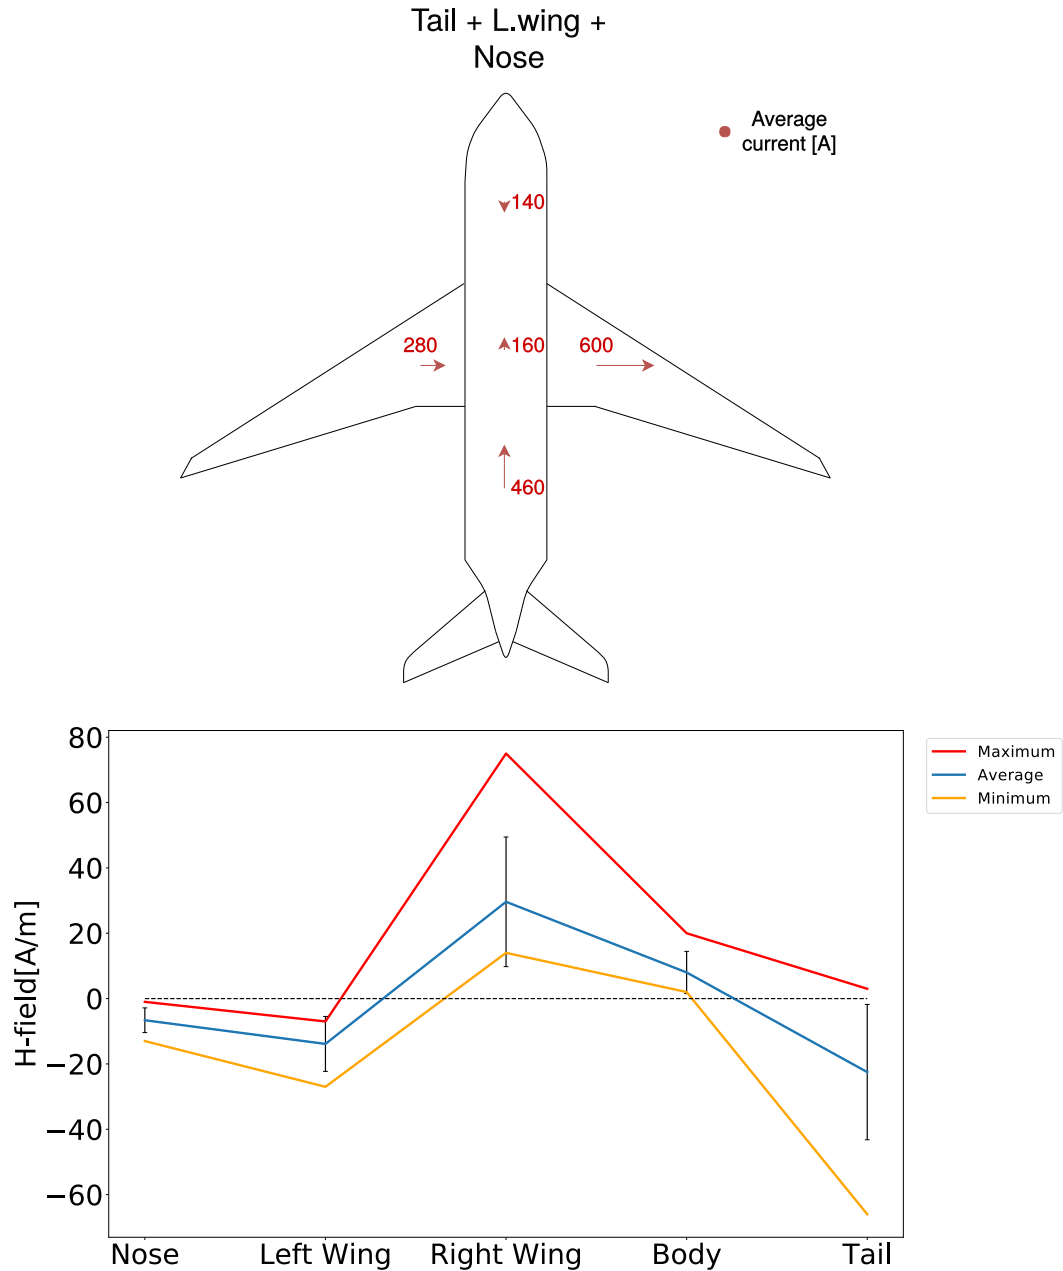 Tail + L.wing +
Nose
Average
current [A]
140
280
160
600
460
80
60
40
20
0
−20
−40
−60
H-field[A/m]
Nose
Left Wing
Right Wing
Body
Tail
Maximum
Average
Minimum